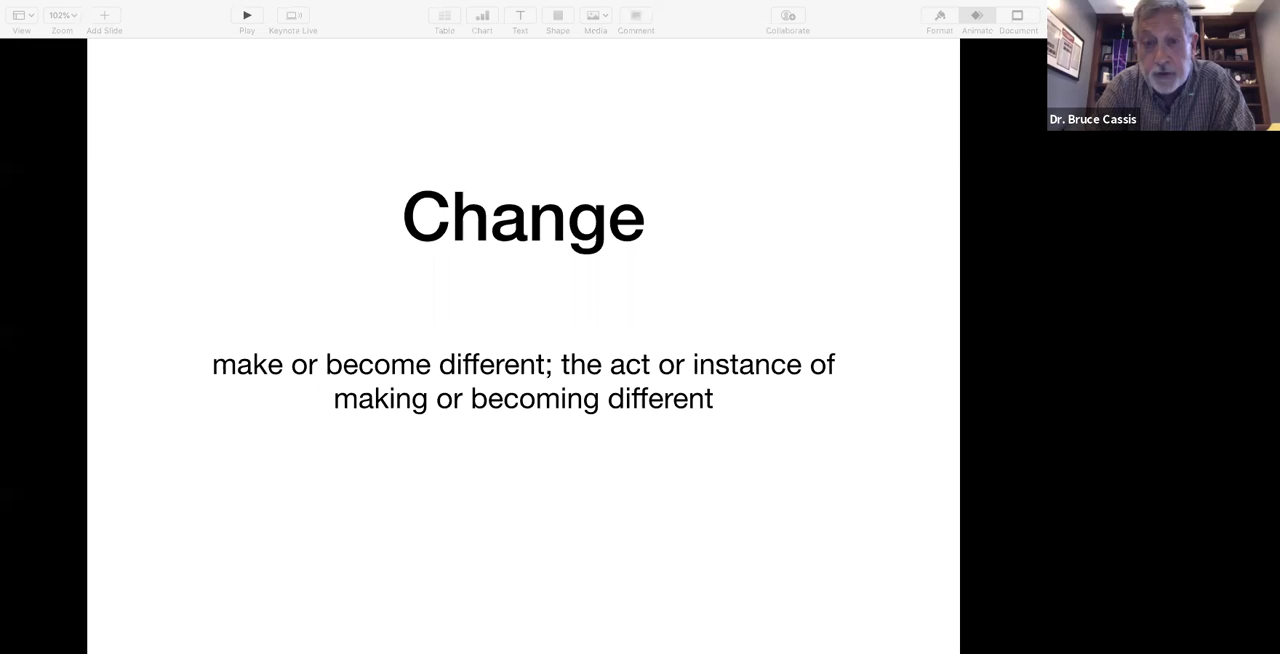 102%
View
Zoom
Add Slide
Play
Keynote Live
Table
Chart
Text
Shape
Media
Comment
Collaborate
Format
Animate
Document
Dr. Bruce Cassis
Change
make or become different; the act or instance of
making or becoming different